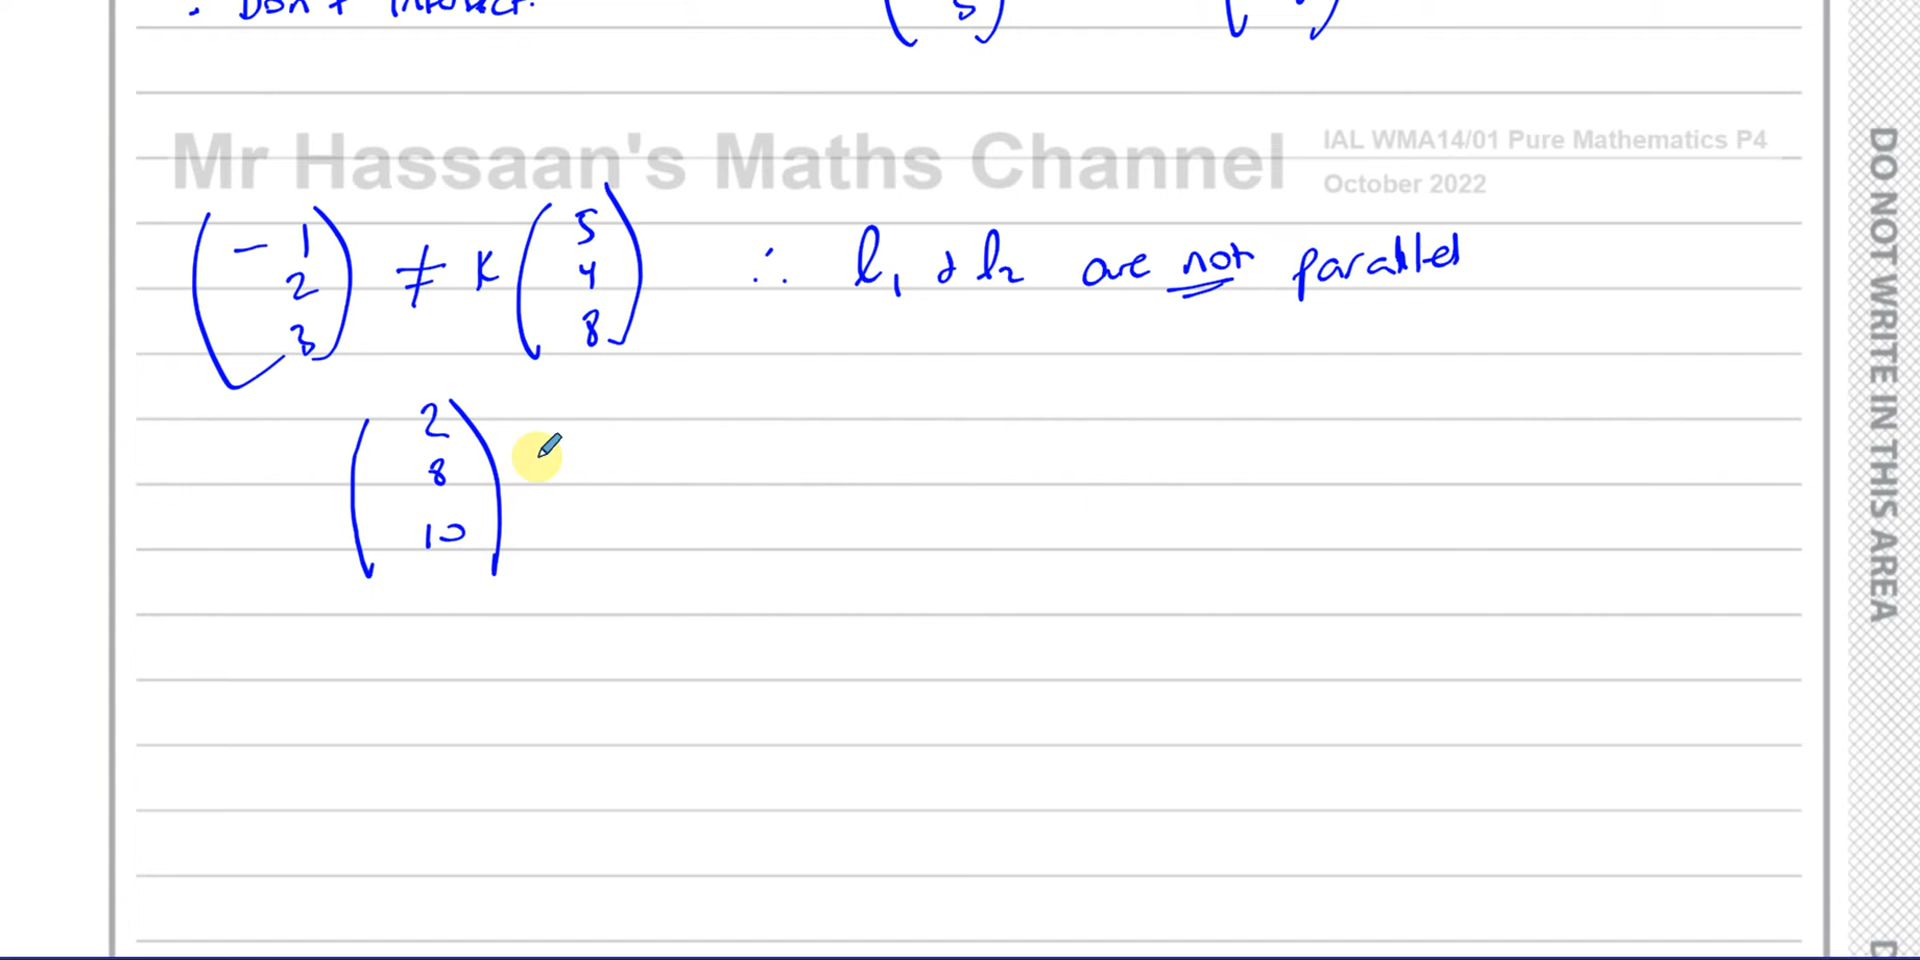 Mr Hassaan's Maths Channel
IAL WMA14/01 Pure Mathematics P4
October 2022
(-1 2 3) ≠ K (5 4 8) ∴ l₁ & l₂ are not parallel
(2 8 10)
DO NOT WRITE IN THIS AREA